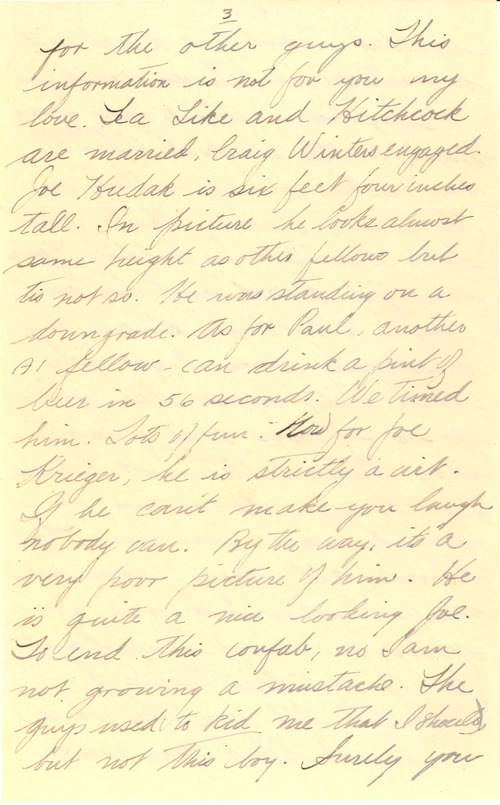 3
for the other guys. This
information is not for you my
love. Lea Like and Hitchcock
are married, Craig Winters engaged.
Joe Hudak is six feet four inches
tall. In picture he looks almost
same height as other fellows but
tis not so. He was standing on a
down grade. As for Paul, another
A1 fellow - can drink a pint of
beer in 56 seconds. We timed
him. Lots of fun. Now for Joe
Krieger, he is strictly a
If he can't make you laugh
nobody can. By the way, it's a
very poor picture of him. He
is quite a nice looking Joe.
To end this confab, no I am
not growing a mustache. The
guys used to kid me that I should,
but not this boy. Surely you